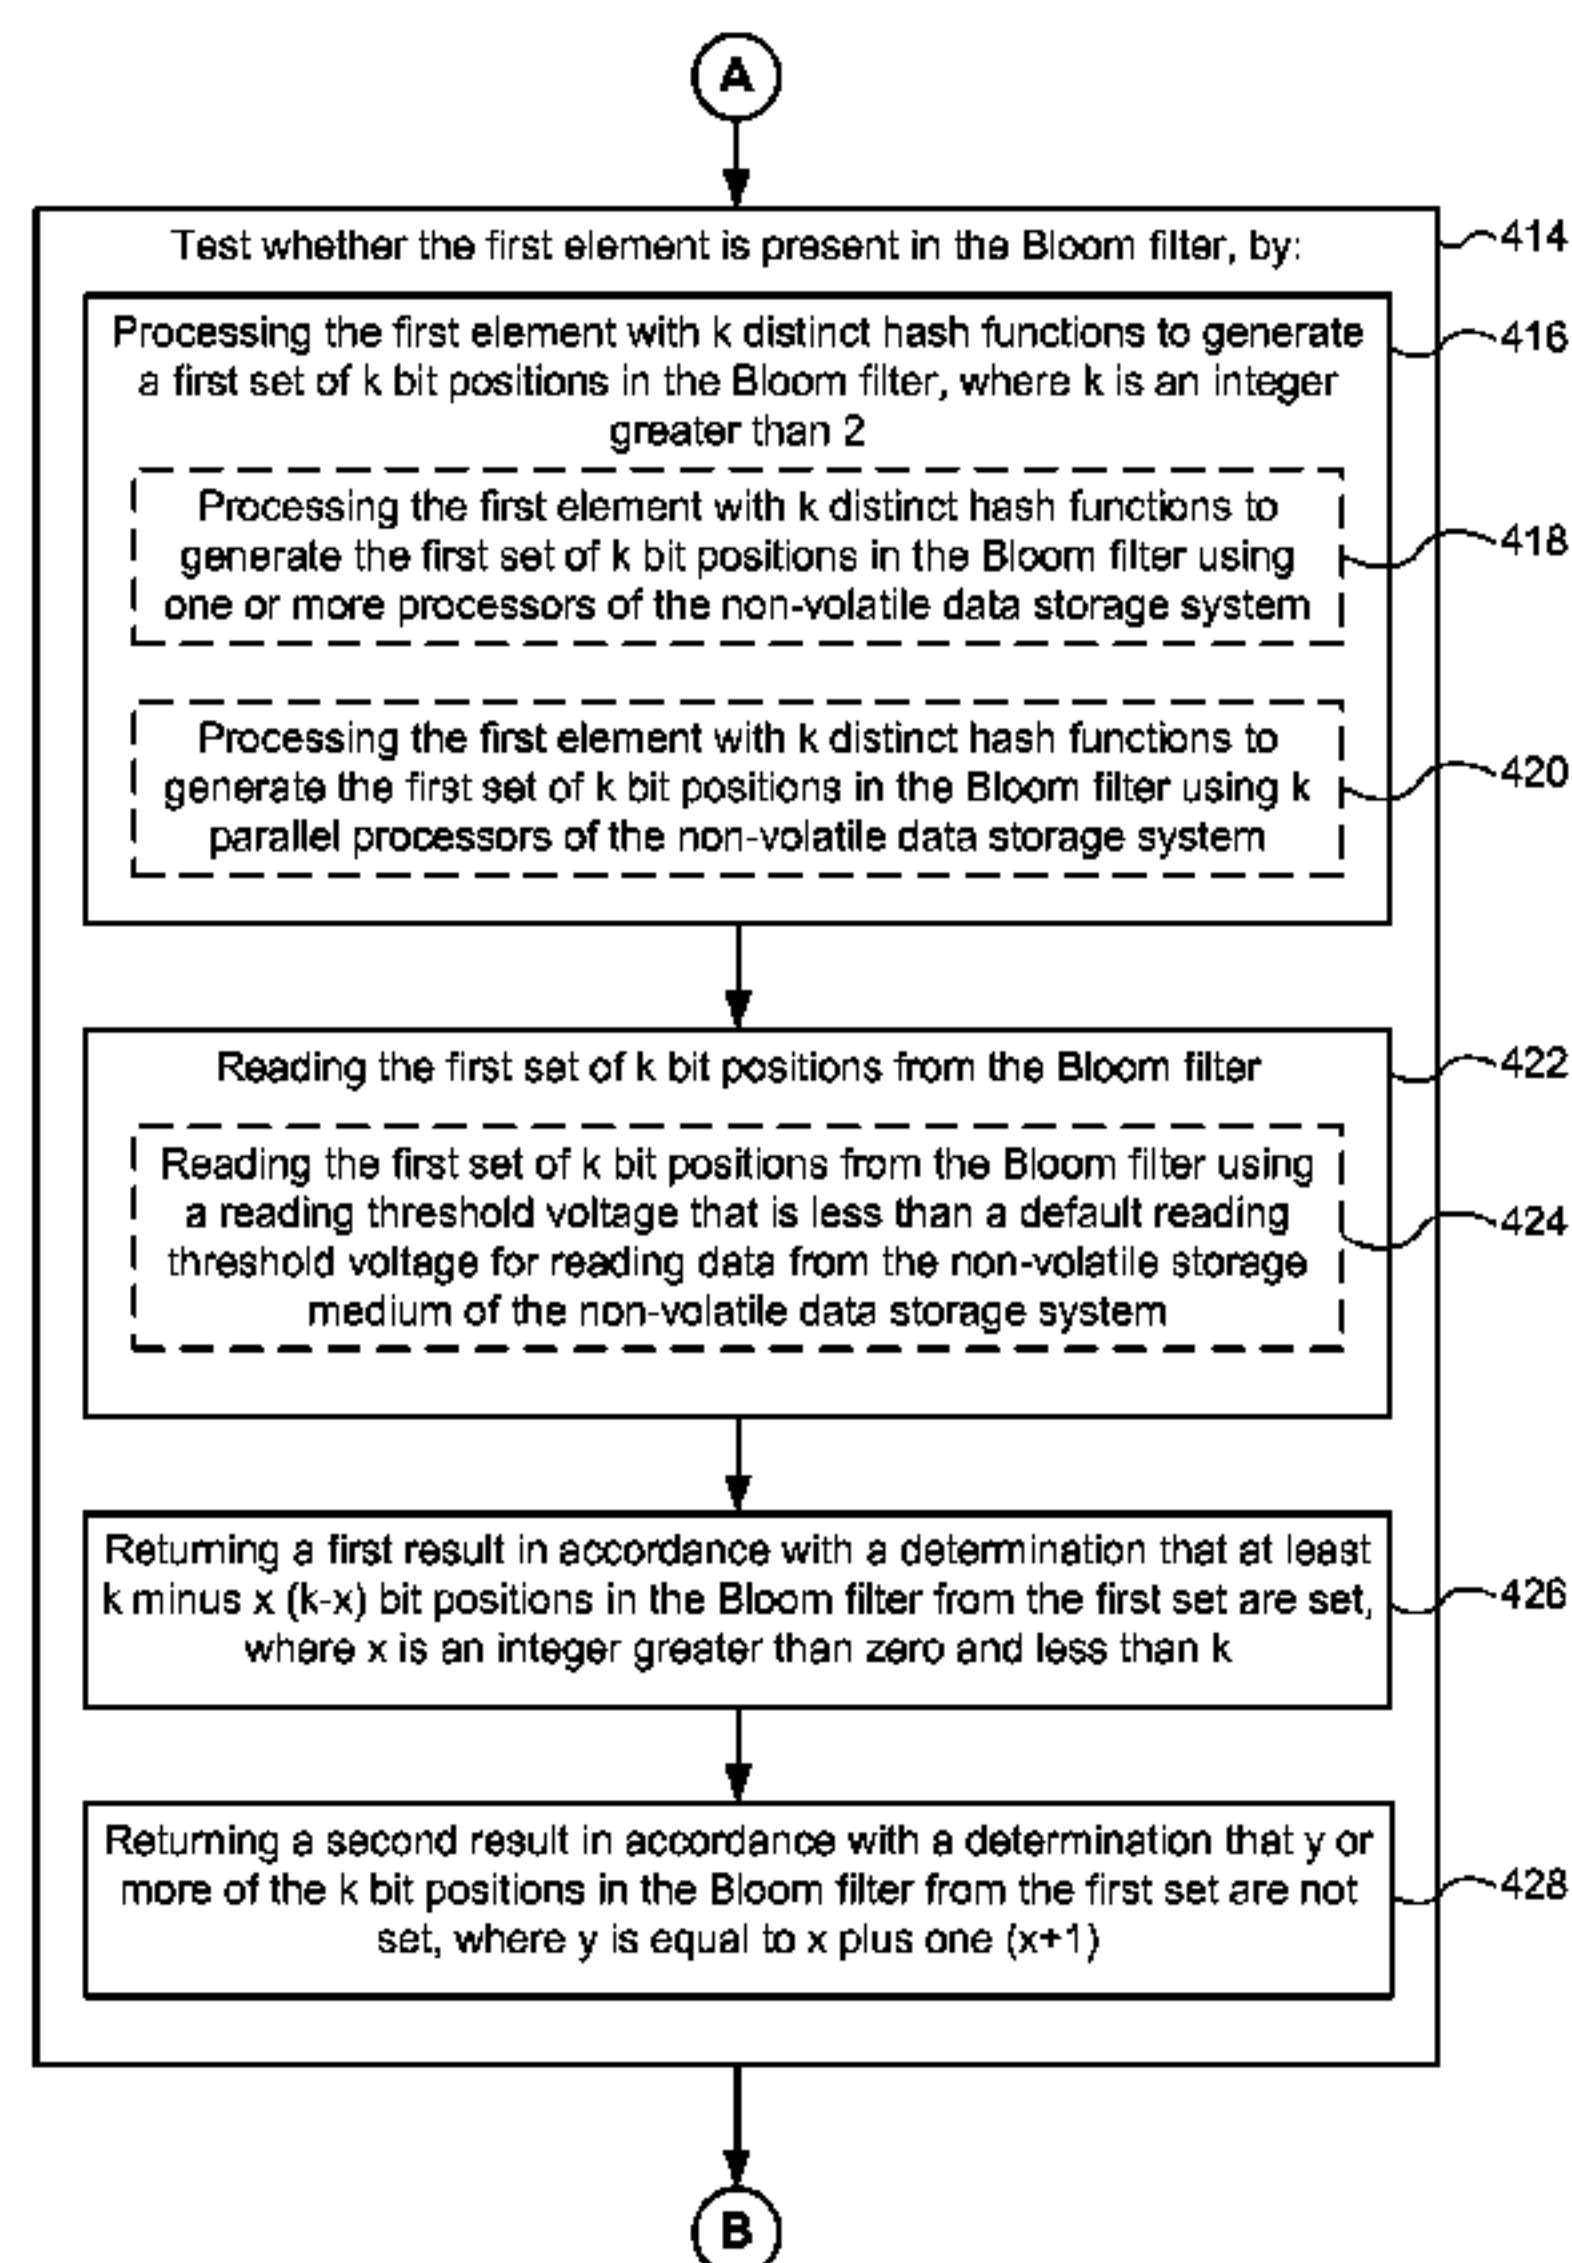 A
Test whether the first element is present in the Bloom filter, by:
414
Processing the first element with k distinct hash functions to generate
a first set of k bit positions in the Bloom filter, where k is an integer
greater than 2
416
Processing the first element with k distinct hash functions to
generate the first set of k bit positions in the Bloom filter using
one or more processors of the non-volatile data storage system
418
Processing the first element with k distinct hash functions to
generate the first set of k bit positions in the Bloom filter using k
parallel processors of the non-volatile data storage system
420
Reading the first set of k bit positions from the Bloom filter
422
Reading the first set of k bit positions from the Bloom filter using
a reading threshold voltage that is less than a default reading
threshold voltage for reading data from the non-volatile storage
medium of the non-volatile data storage system
424
Returning a first result in accordance with a determination that at least
k minus x (k-x) bit positions in the Bloom filter from the first set are set,
where x is an integer greater than zero and less than k
426
Returning a second result in accordance with a determination that y or
more of the k bit positions in the Bloom filter from the first set are not
set, where y is equal to x plus one (x+1)
428
B